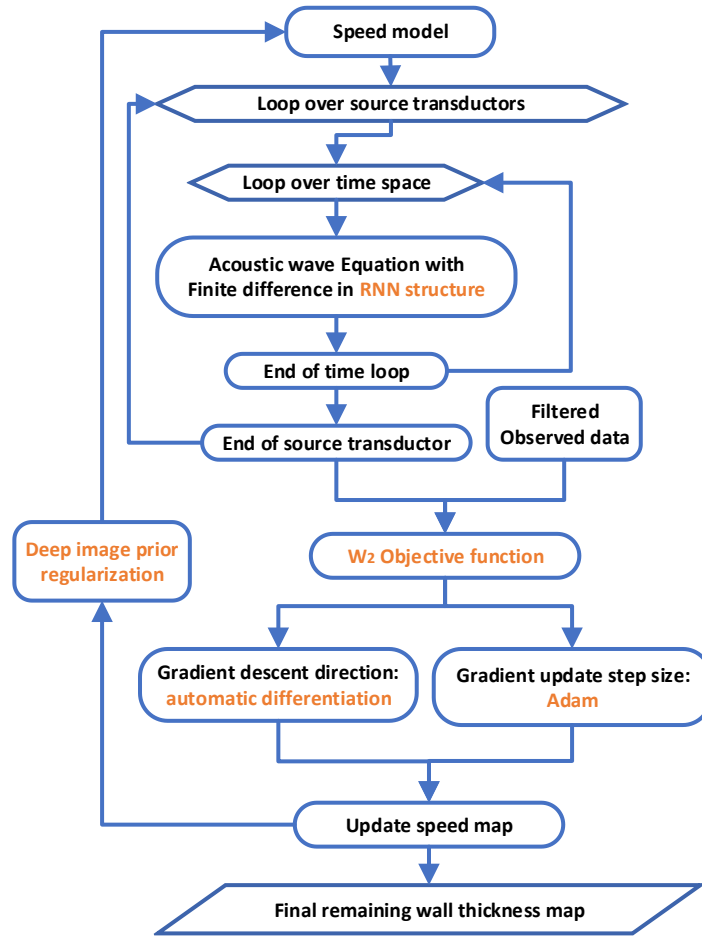 Speed model
Loop over source transductors
Loop over time space
Acoustic wave Equation with
Finite difference in RNN structure
End of time loop
Filtered
Observed data
End of source transductor
Deep image prior
regularization
W₂ Objective function
Gradient descent direction:
automatic differentiation
Gradient update step size:
Adam
Update speed map
Final remaining wall thickness map